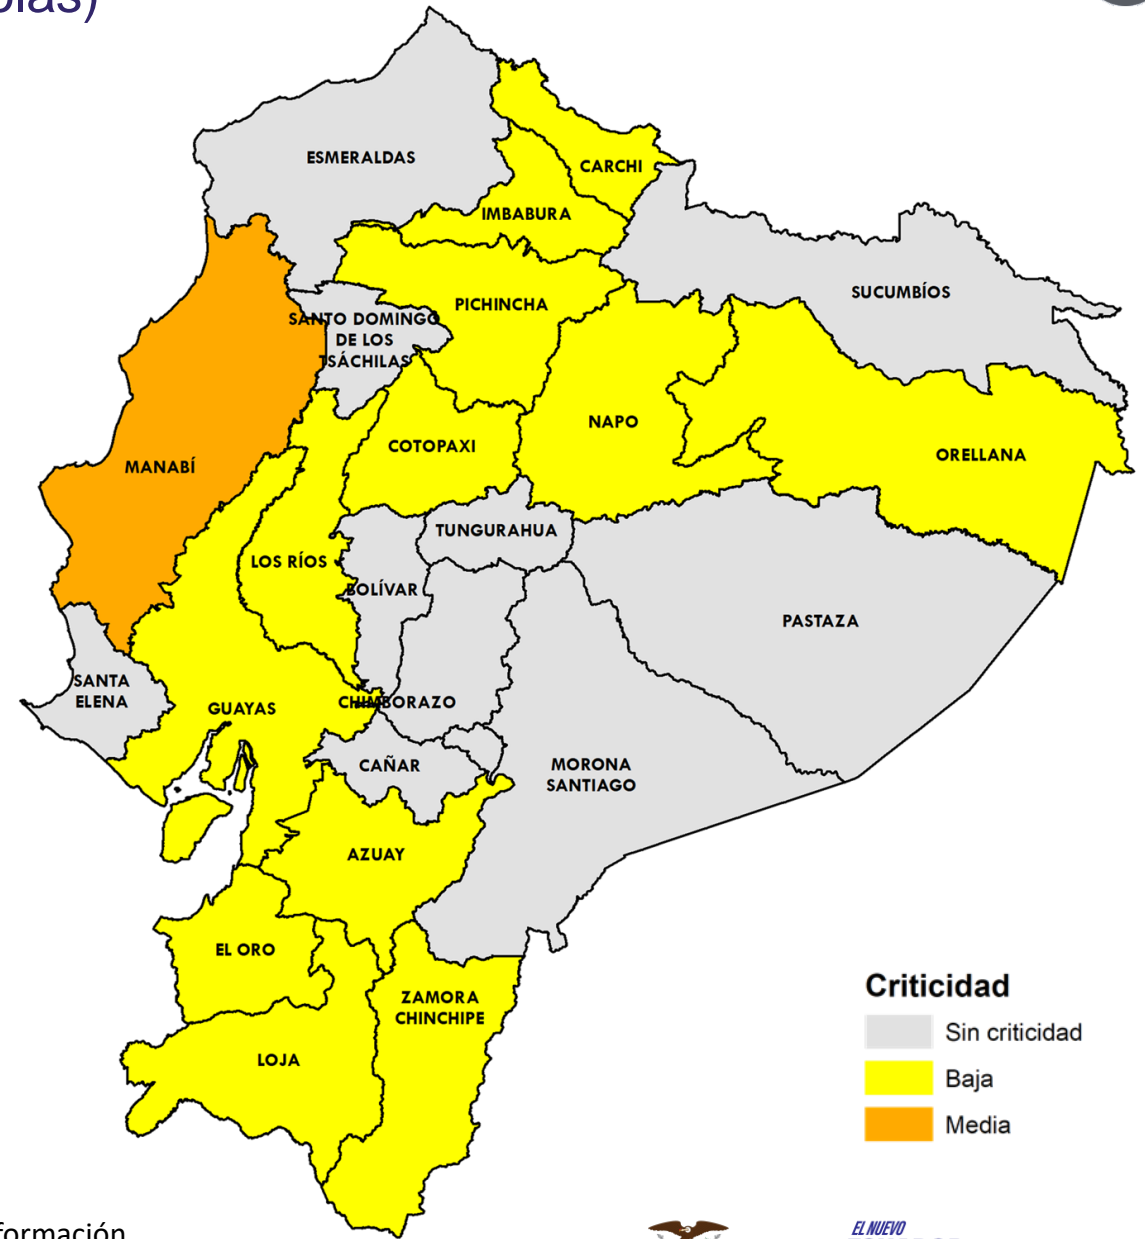 ESMERALDAS
CARCHI
IMBABURA
SUCUMBÍOS
PICHINCHA
SANTO DOMINGO
DE LOS
TSÁCHILAS
NAPO
COTOPAXI
ORELLANA
MANABÍ
TUNGURAHUA
LOS RÍOS
BOLÍVAR
PASTAZA
SANTA
ELENA
GUAYAS
CHIMBORAZO
CAÑAR
MORONA
SANTIAGO
AZUAY
EL ORO
ZAMORA
CHINCHIPE
LOJA
Criticidad
Sin criticidad
Baja
Media
EL NUEVO